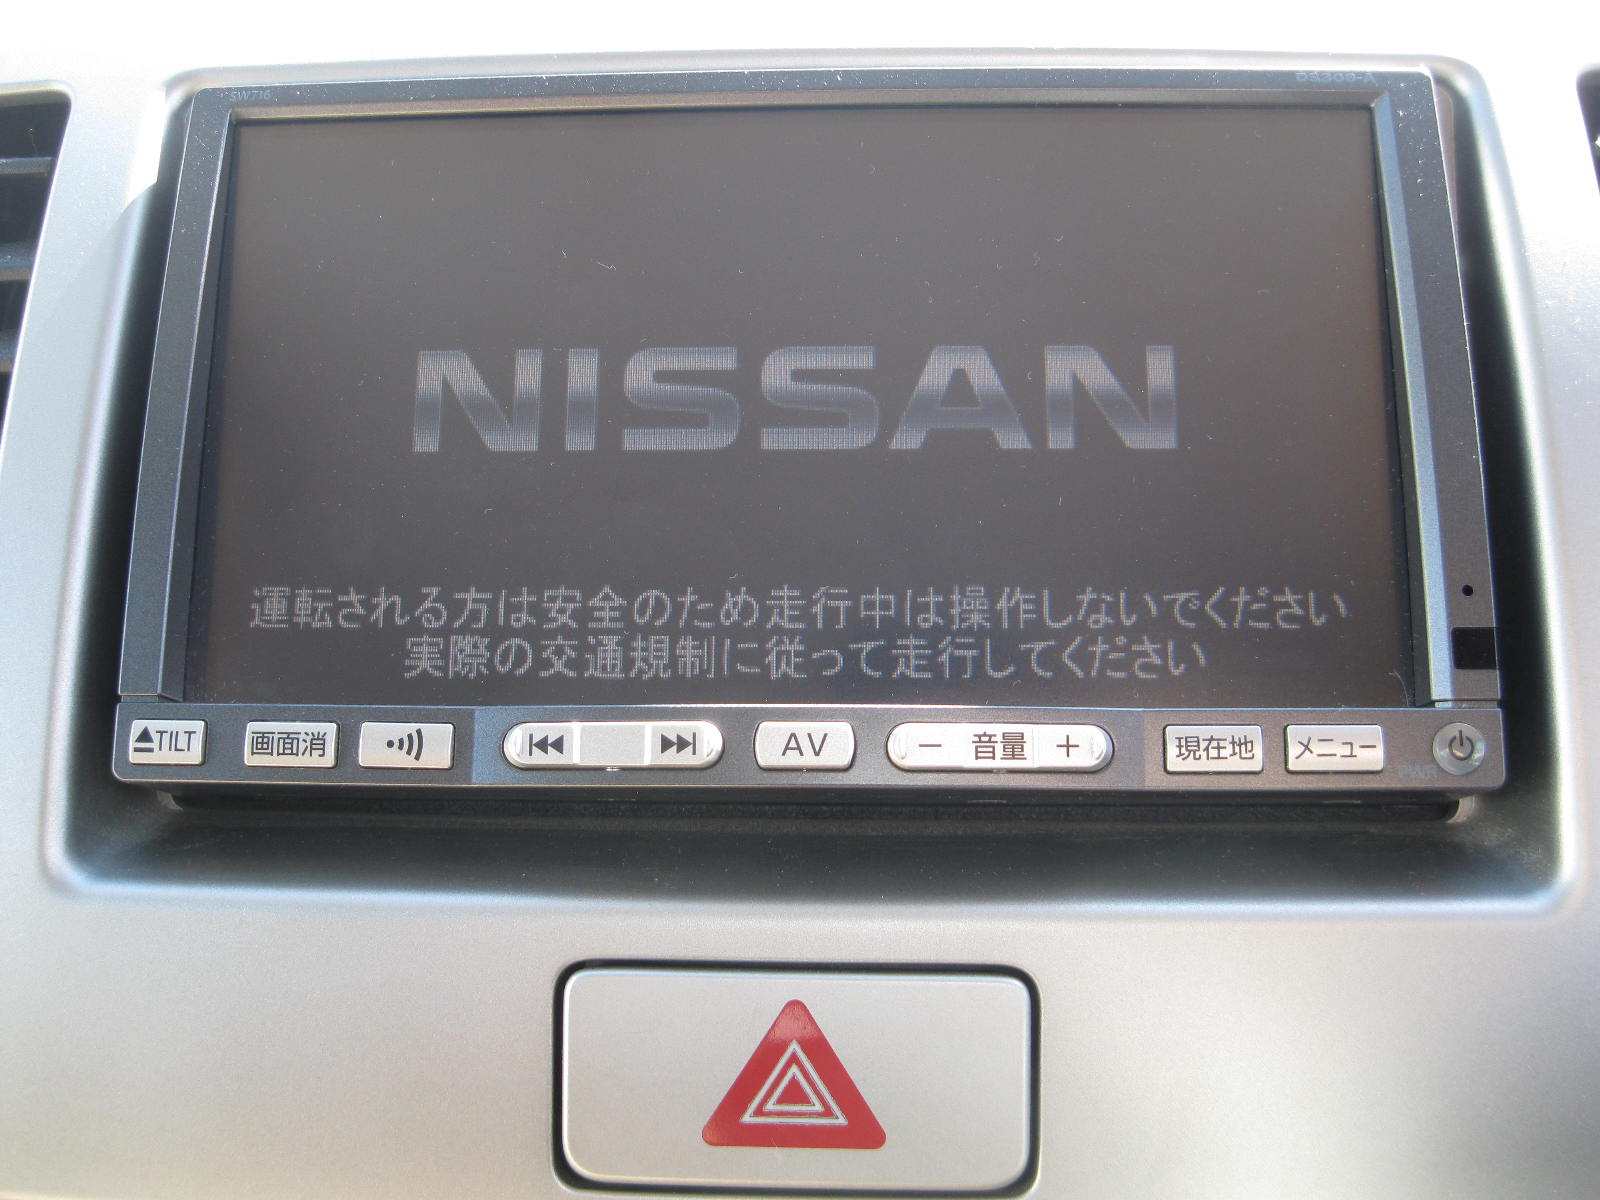 SW716
DS306-A
NISSAN
運転される方は安全のため走行中は操作しないでください
実際の交通規制に従って走行してください
TILT
画面消
AV
− 音量 +
現在地
メニュー
PWR